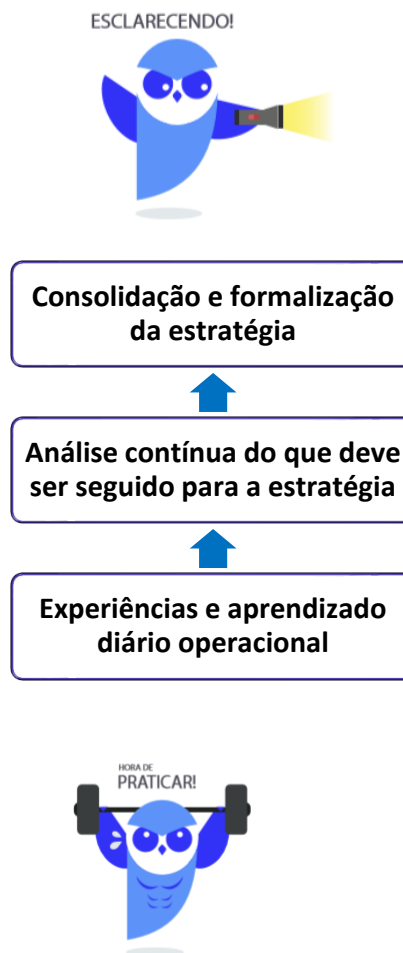 ESCLARECENDO!
Consolidação e formalização
da estratégia
Análise contínua do que deve
ser seguido para a estratégia
Experiências e aprendizado
diário operacional
HORA DE
PRATICAR!